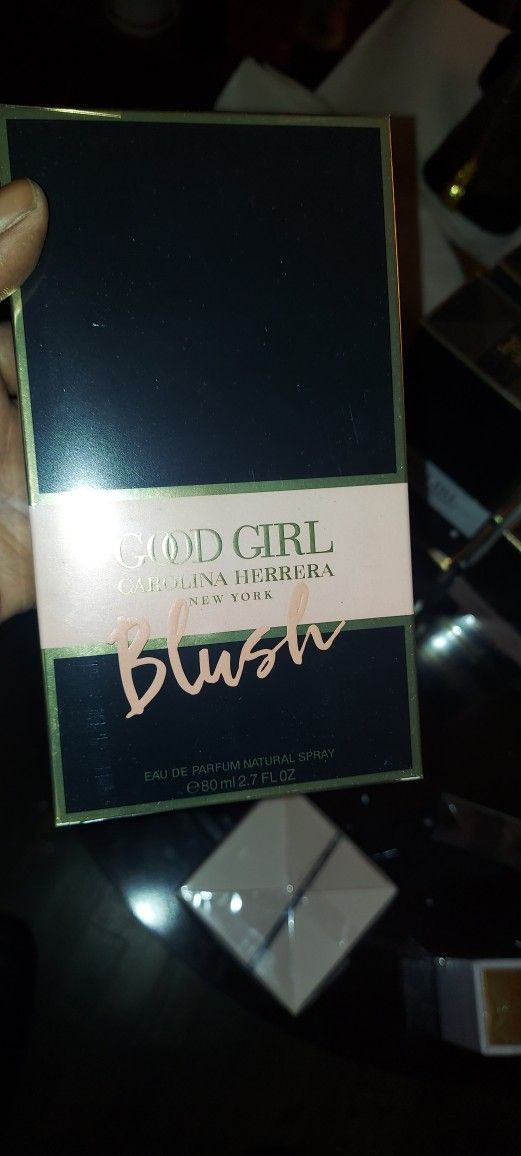 GOOD GIRL
CAROLINA HERRERA
NEW YORK
Blush
EAU DE PARFUM NATURAL SPRAY
℮80 ml 2.7 FL OZ